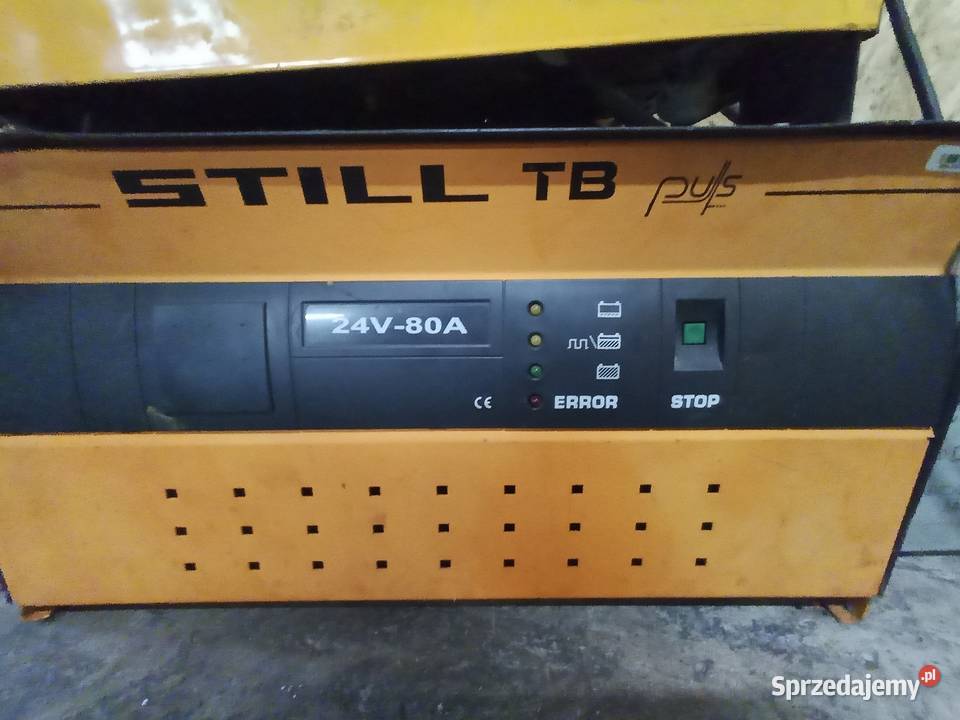 STILL TB puls
24V-80A
CE
ERROR
STOP
Sprzedajemy.pl